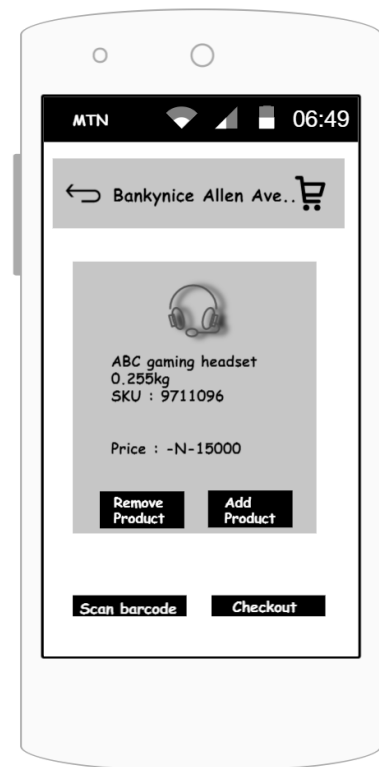 MTN 06:49
Bankynice Allen Ave..
ABC gaming headset
0.255kg
SKU : 9711096
Price : -N-15000
Remove
Product
Add
Product
Scan barcode
Checkout